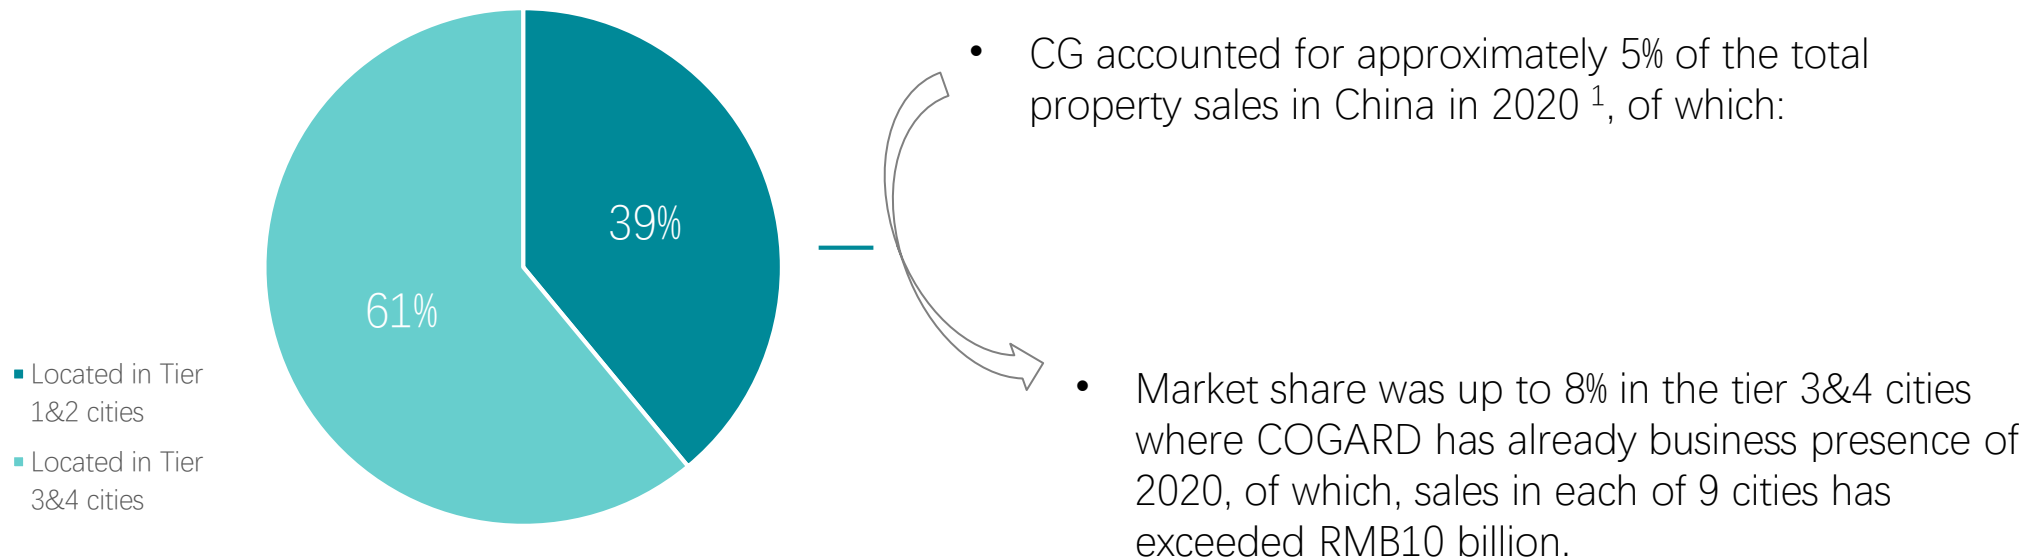 39%
61%
Located in Tier
1&2 cities
Located in Tier
3&4 cities
• CG accounted for approximately 5% of the total
property sales in China in 2020 1, of which:
• Market share was up to 8% in the tier 3&4 cities
where COGARD has already business presence of
2020, of which, sales in each of 9 cities has
exceeded RMB10 billion.